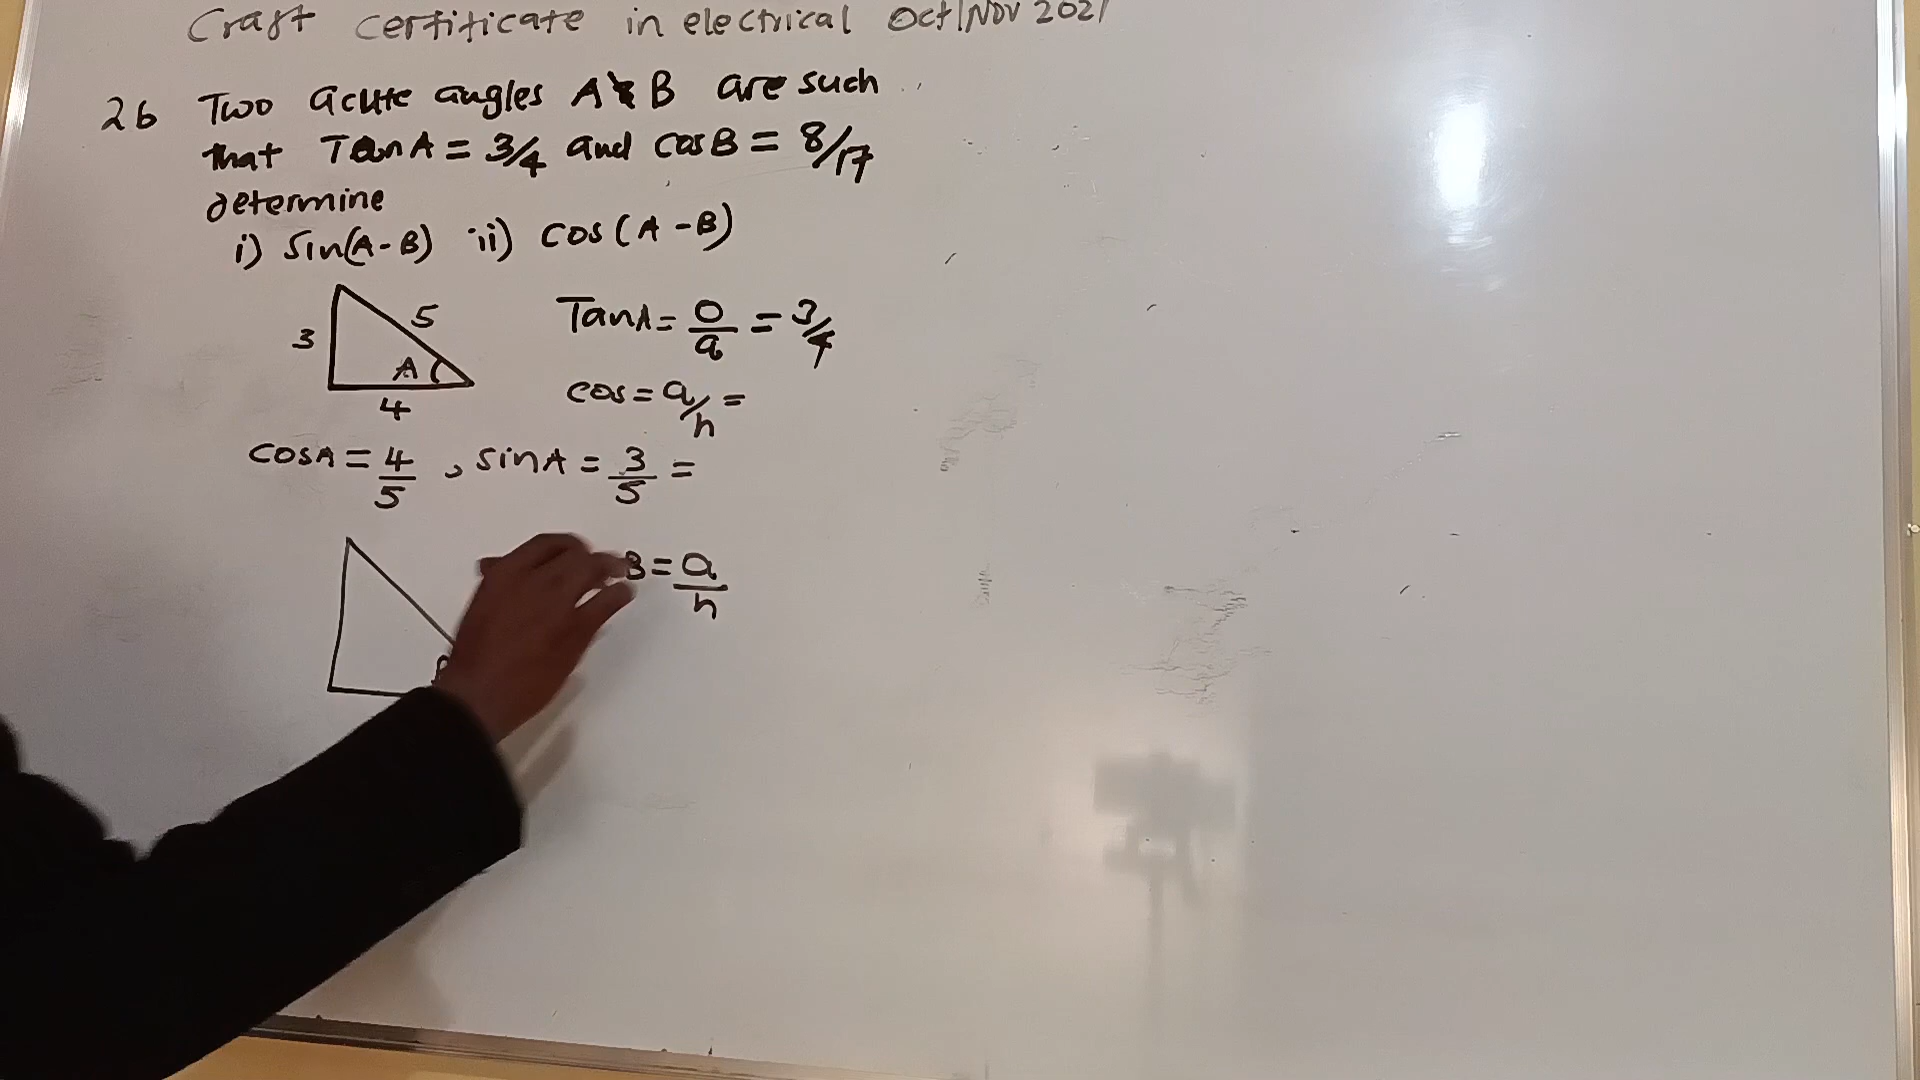 Craft certificate in electrical Oct/Nov 2021
2b Two acute angles A & B are such
that TanA = 3/4 and cosB = 8/17
determine
i) sin(A-B) ii) cos(A-B)
3 5 A 4
TanA = o/a = 3/4
cos = a/h =
cosA = 4/5 , sinA = 3/5 =
B = a/h